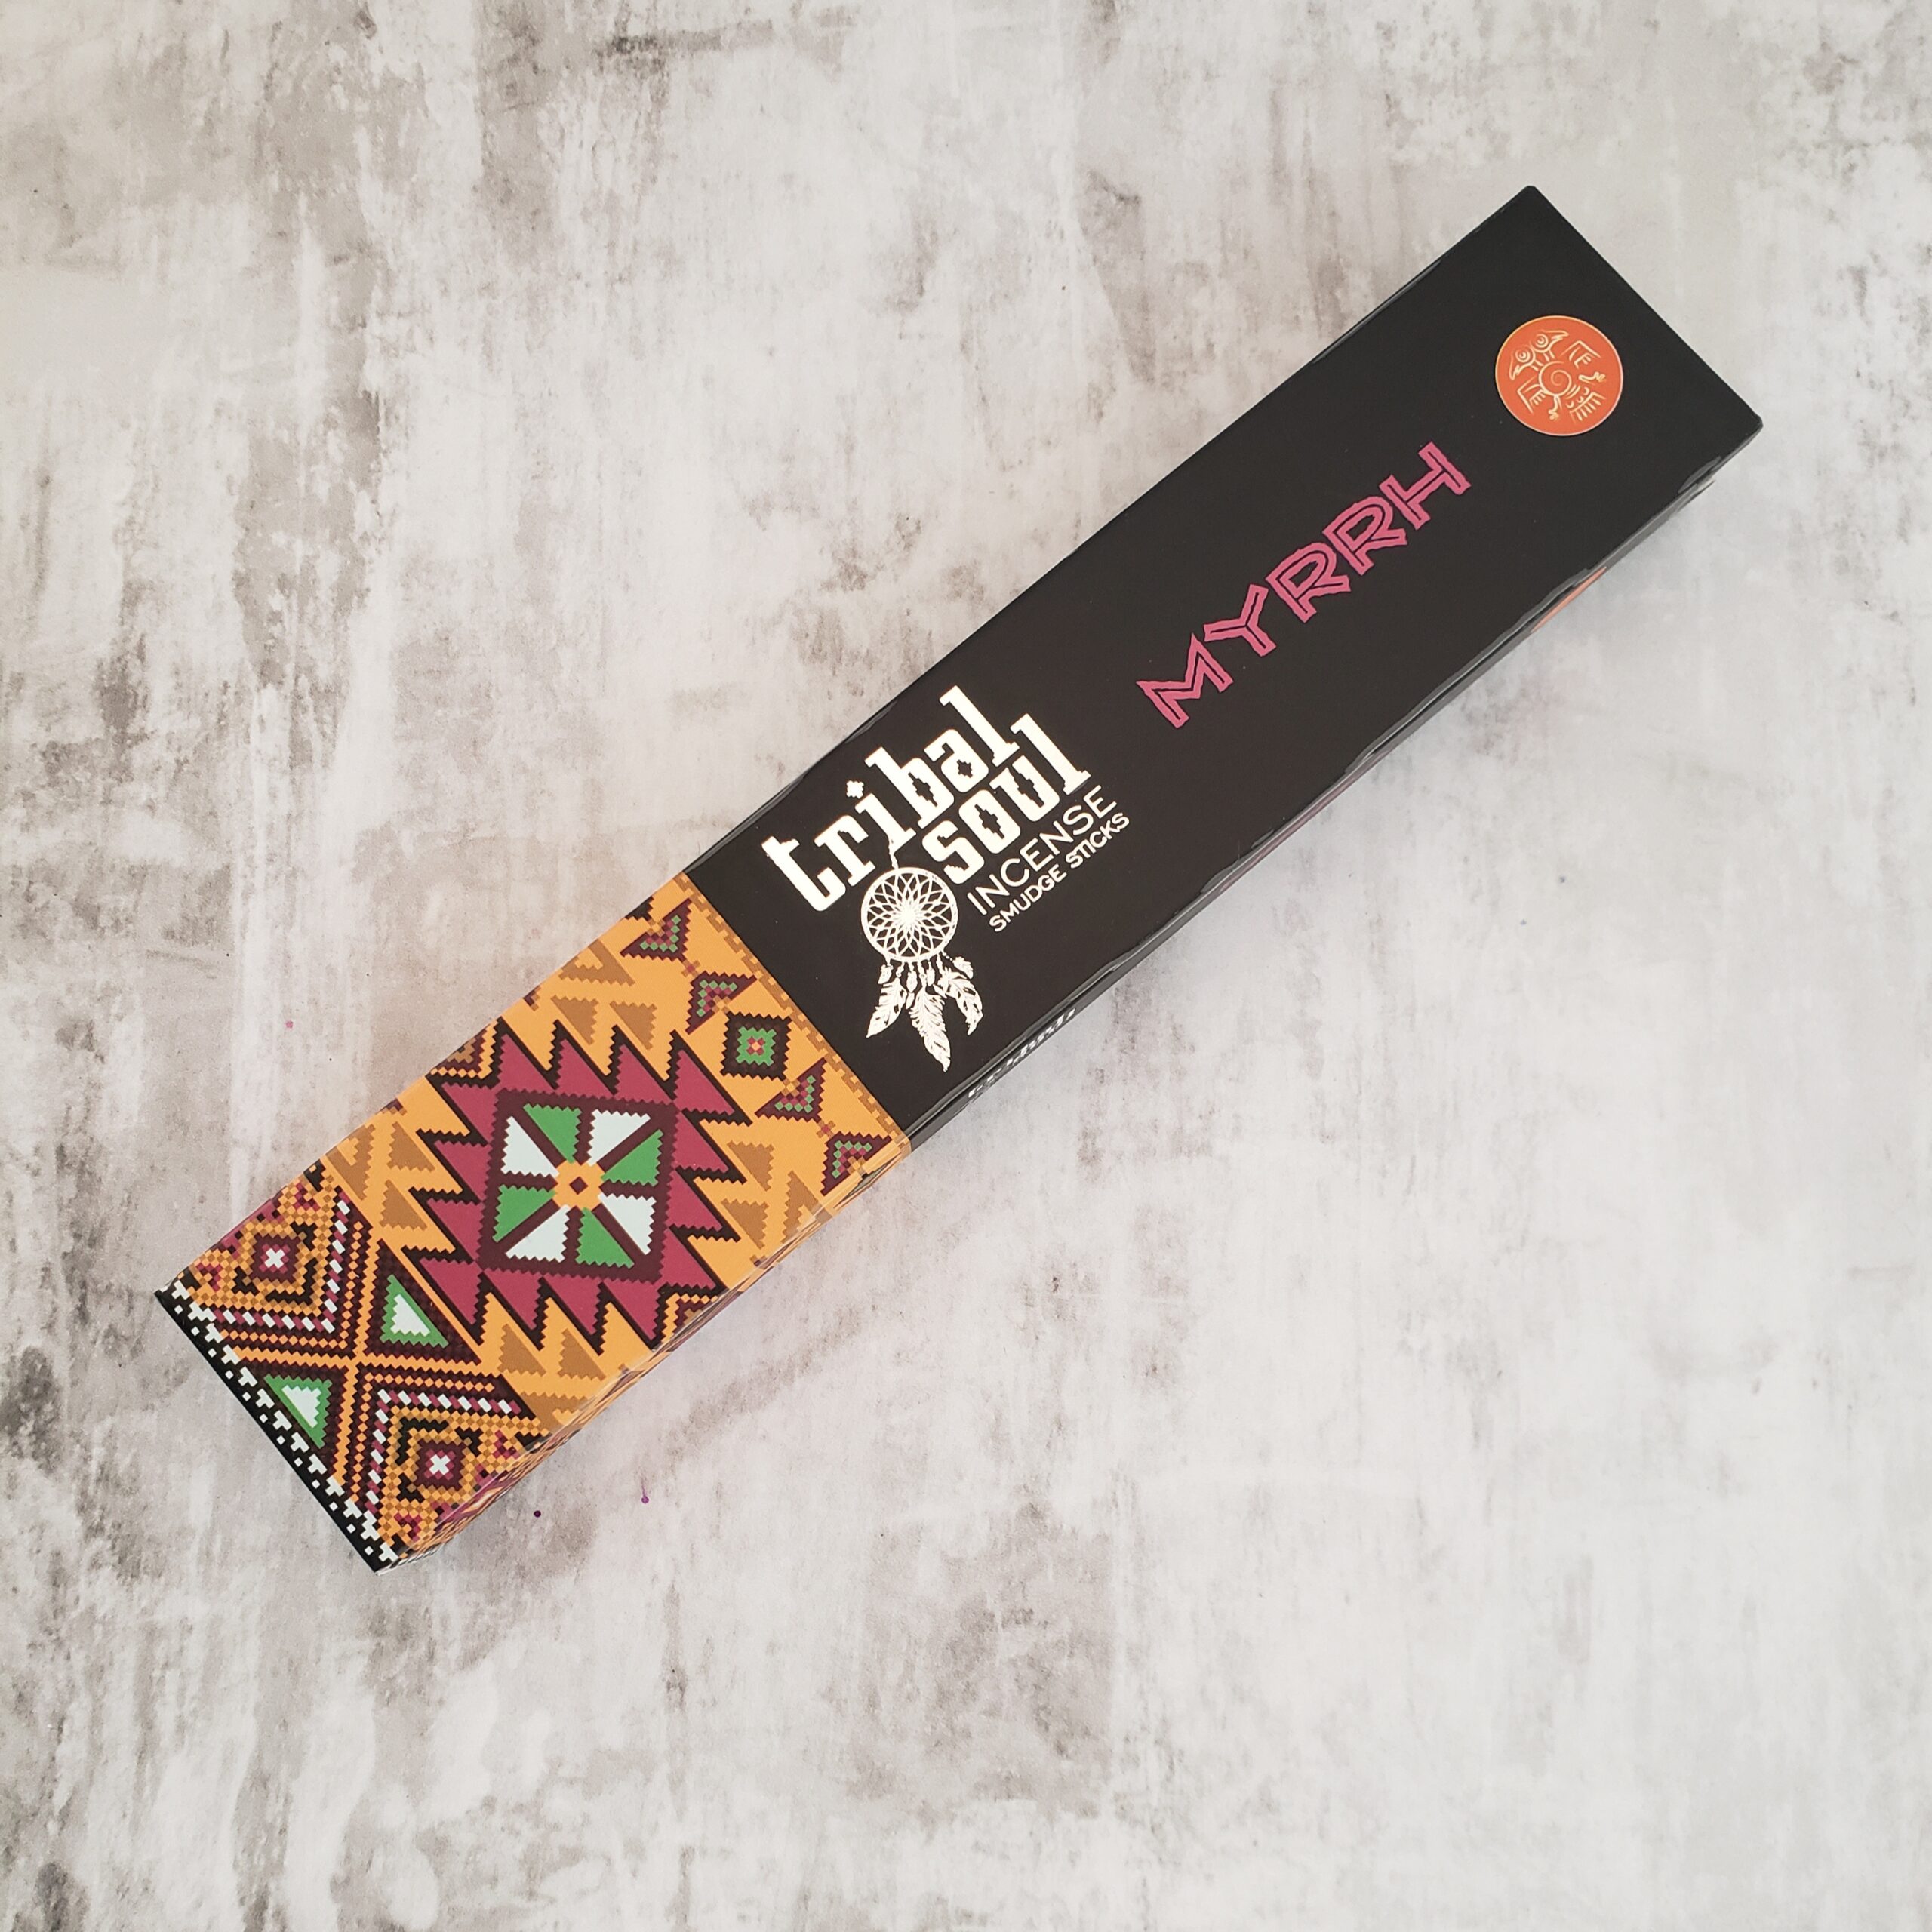 tribal
soul
INCENSE
SMUDGE STICKS
MYRRH